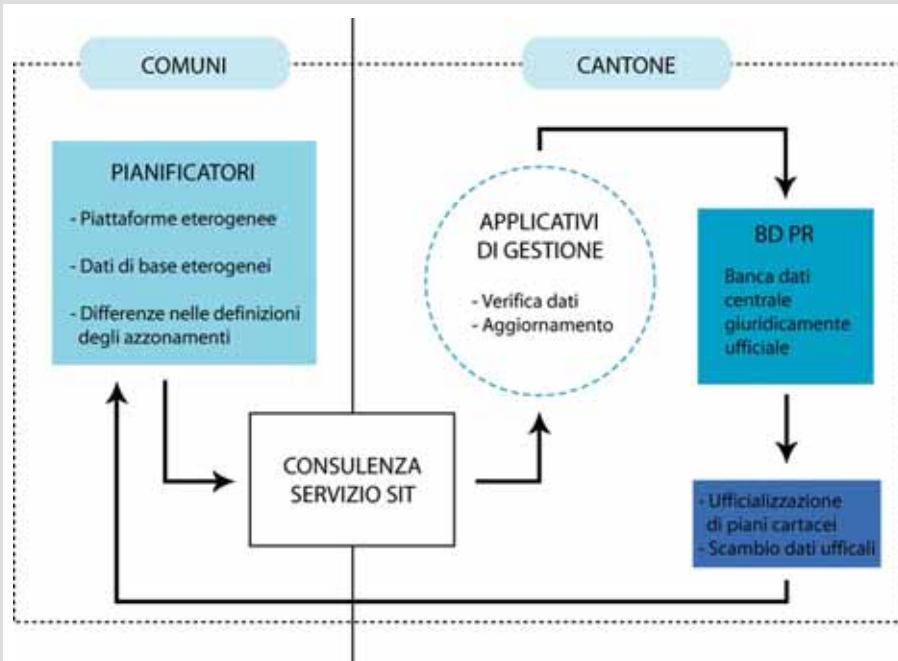 COMUNI
CANTONE
PIANIFICATORI
- Piattaforme eterogenee
- Dati di base eterogenei
- Differenze nelle definizioni
degli azzonamenti
CONSULENZA
SERVIZIO SIT
APPLICATIVI
DI GESTIONE
- Verifica dati
- Aggiornamento
BD PR
Banca dati
centrale
giuridicamente
ufficiale
- Ufficializzazione
di piani cartacei
- Scambio dati ufficali